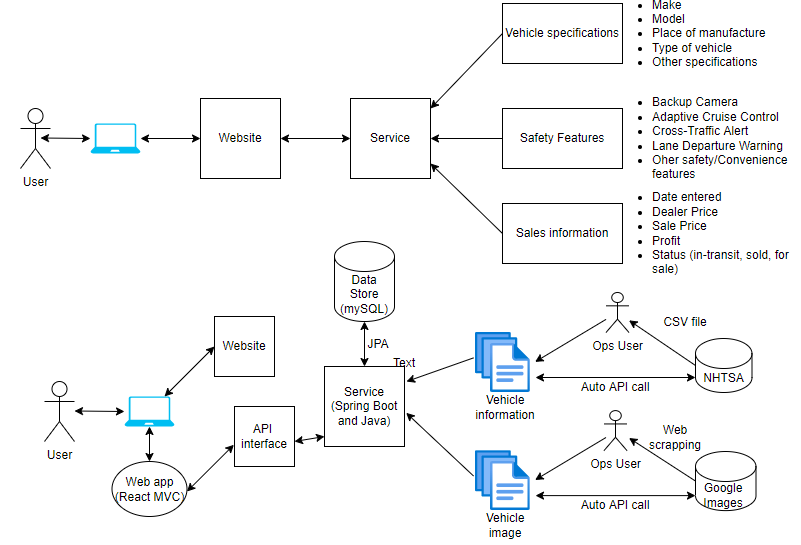 Vehicle specifications
Make
Model
Place of manufacture
Type of vehicle
Other specifications
User
Website
Service
Safety Features
Backup Camera
Adaptive Cruise Control
Cross-Traffic Alert
Lane Departure Warning
Oher safety/Convenience
features
Sales information
Date entered
Dealer Price
Sale Price
Profit
Status (in-transit, sold, for
sale)
Data
Store
(mySQL)
JPA
Text
Website
User
Web app
(React MVC)
API
interface
Service
(Spring Boot
and Java)
Vehicle
information
Ops User
CSV file
NHTSA
Auto API call
Vehicle
image
Ops User
Web
scrapping
Google
Images
Auto API call